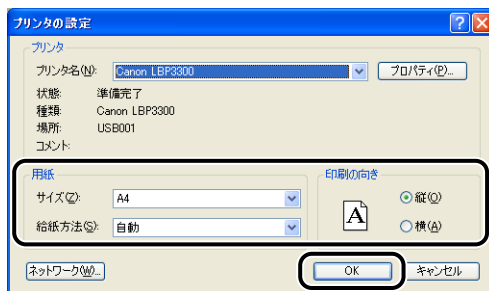 プリンタの設定
プリンタ
プリンタ名(N): Canon LBP3300 プロパティ(P)...
状態: 準備完了
種類: Canon LBP3300
場所: USB001
コメント:
用紙
サイズ(Z): A4
給紙方法(S): 自動
印刷の向き
A
縦(O)
横(A)
ネットワーク(W)... OK キャンセル